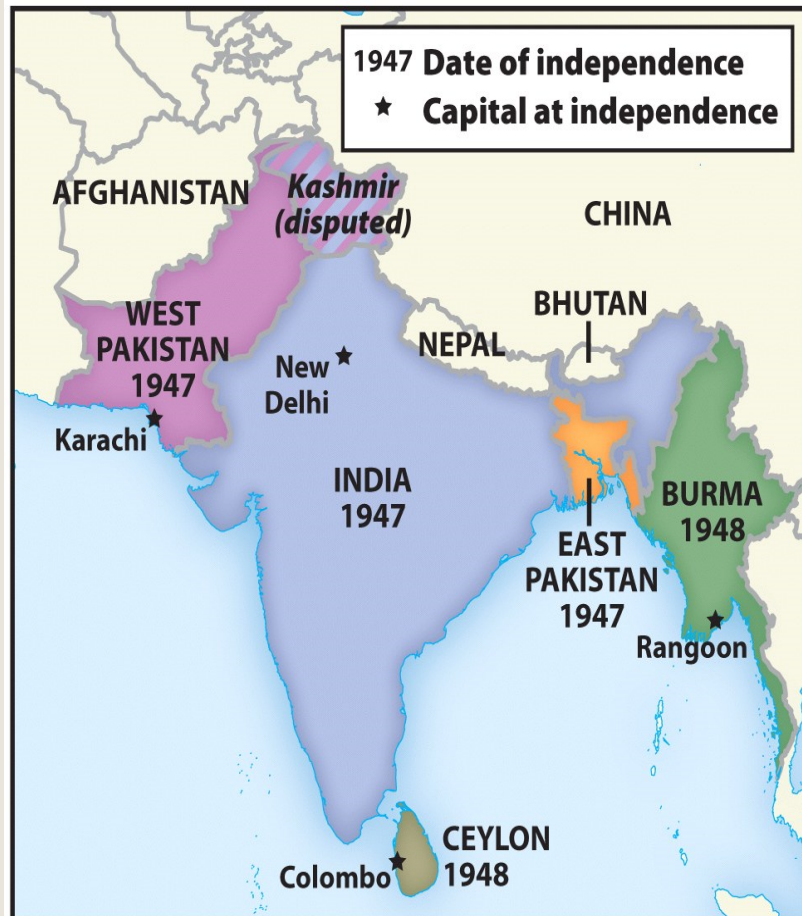 1947 Date of independence
★ Capital at independence
AFGHANISTAN
Kashmir
(disputed)
CHINA
WEST
PAKISTAN
1947
BHUTAN
NEPAL
New
Delhi
Karachi
INDIA
1947
BURMA
1948
EAST
PAKISTAN
1947
Rangoon
CEYLON
1948
Colombo